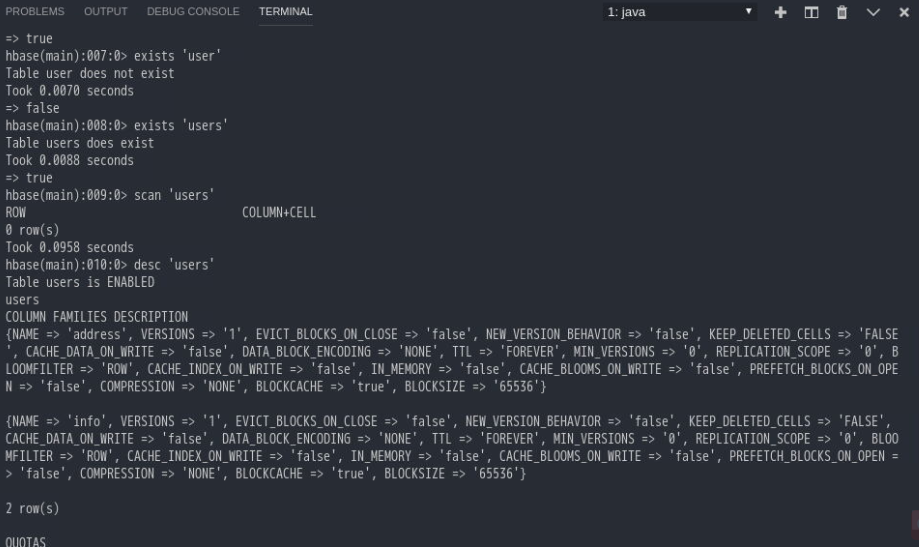 PROBLEMS OUTPUT DEBUG CONSOLE TERMINAL 1: java
=> true
hbase(main):007:0> exists 'user'
Table user does not exist
Took 0.0070 seconds
=> false
hbase(main):008:0> exists 'users'
Table users does exist
Took 0.0088 seconds
=> true
hbase(main):009:0> scan 'users'
ROW COLUMN+CELL
0 row(s)
Took 0.0958 seconds
hbase(main):010:0> desc 'users'
Table users is ENABLED
users
COLUMN FAMILIES DESCRIPTION
{NAME => 'address', VERSIONS => '1', EVICT_BLOCKS_ON_CLOSE => 'false', NEW_VERSION_BEHAVIOR => 'false', KEEP_DELETED_CELLS => 'FALSE
', CACHE_DATA_ON_WRITE => 'false', DATA_BLOCK_ENCODING => 'NONE', TTL => 'FOREVER', MIN_VERSIONS => '0', REPLICATION_SCOPE => '0', B
LOOMFILTER => 'ROW', CACHE_INDEX_ON_WRITE => 'false', IN_MEMORY => 'false', CACHE_BLOOMS_ON_WRITE => 'false', PREFETCH_BLOCKS_ON_OPE
N => 'false', COMPRESSION => 'NONE', BLOCKCACHE => 'true', BLOCKSIZE => '65536'}
{NAME => 'info', VERSIONS => '1', EVICT_BLOCKS_ON_CLOSE => 'false', NEW_VERSION_BEHAVIOR => 'false', KEEP_DELETED_CELLS => 'FALSE',
CACHE_DATA_ON_WRITE => 'false', DATA_BLOCK_ENCODING => 'NONE', TTL => 'FOREVER', MIN_VERSIONS => '0', REPLICATION_SCOPE => '0', BLOO
MFILTER => 'ROW', CACHE_INDEX_ON_WRITE => 'false', IN_MEMORY => 'false', CACHE_BLOOMS_ON_WRITE => 'false', PREFETCH_BLOCKS_ON_OPEN =
> 'false', COMPRESSION => 'NONE', BLOCKCACHE => 'true', BLOCKSIZE => '65536'}
2 row(s)
QUOTAS